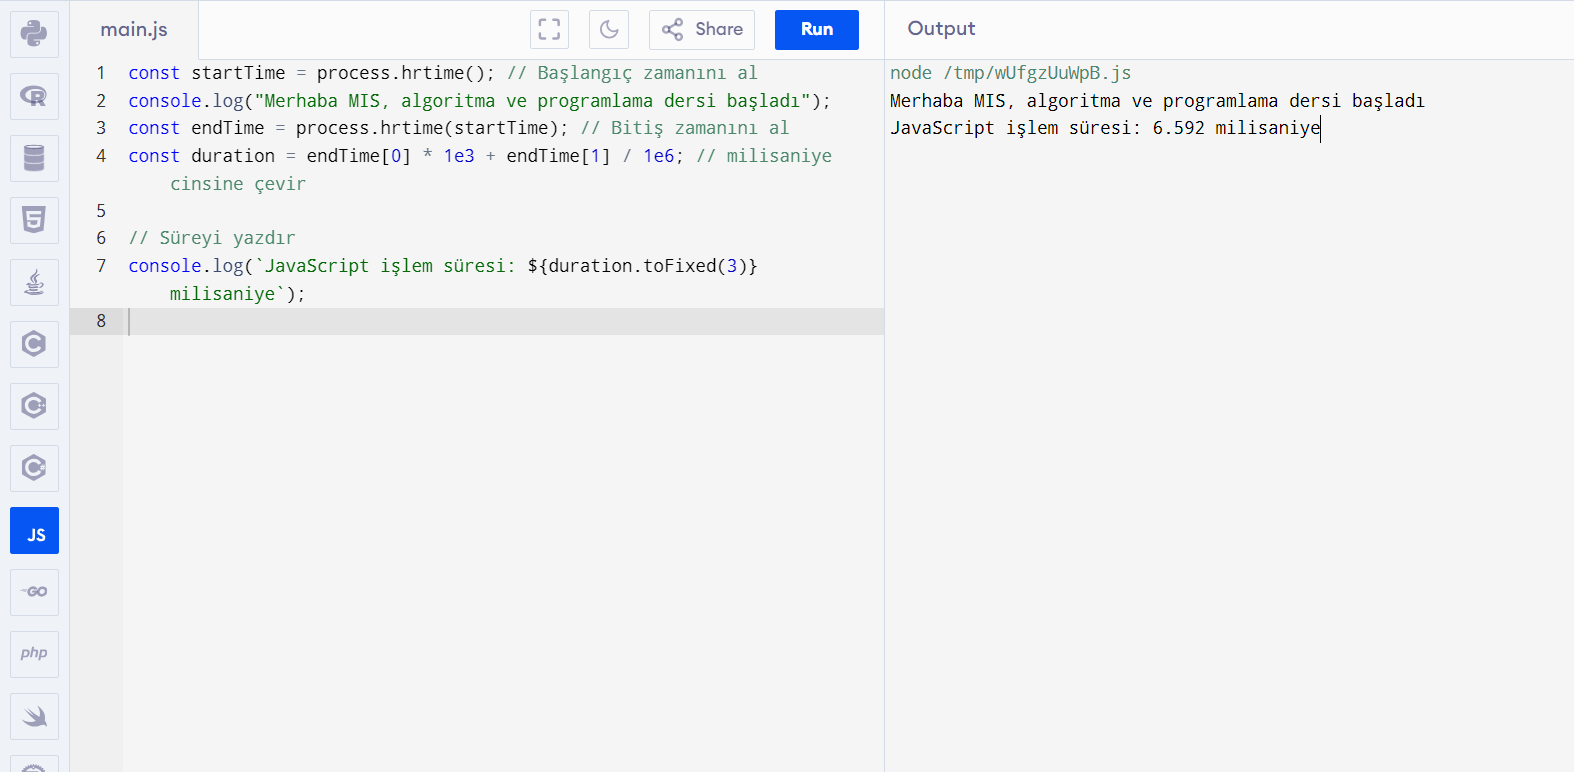 main.js
Share
Run
Output
1 const startTime = process.hrtime(); // Başlangıç zamanını al
2 console.log("Merhaba MIS, algoritma ve programlama dersi başladı");
3 const endTime = process.hrtime(startTime); // Bitiş zamanını al
4 const duration = endTime[0] * 1e3 + endTime[1] / 1e6; // milisaniye
cinsine çevir
5
6 // Süreyi yazdır
7 console.log(`JavaScript işlem süresi: ${duration.toFixed(3)}
milisaniye`);
8
node /tmp/wUfgzUuWpB.js
Merhaba MIS, algoritma ve programlama dersi başladı
JavaScript işlem süresi: 6.592 milisaniye
R
5
C
C+
C#
JS
GO
php